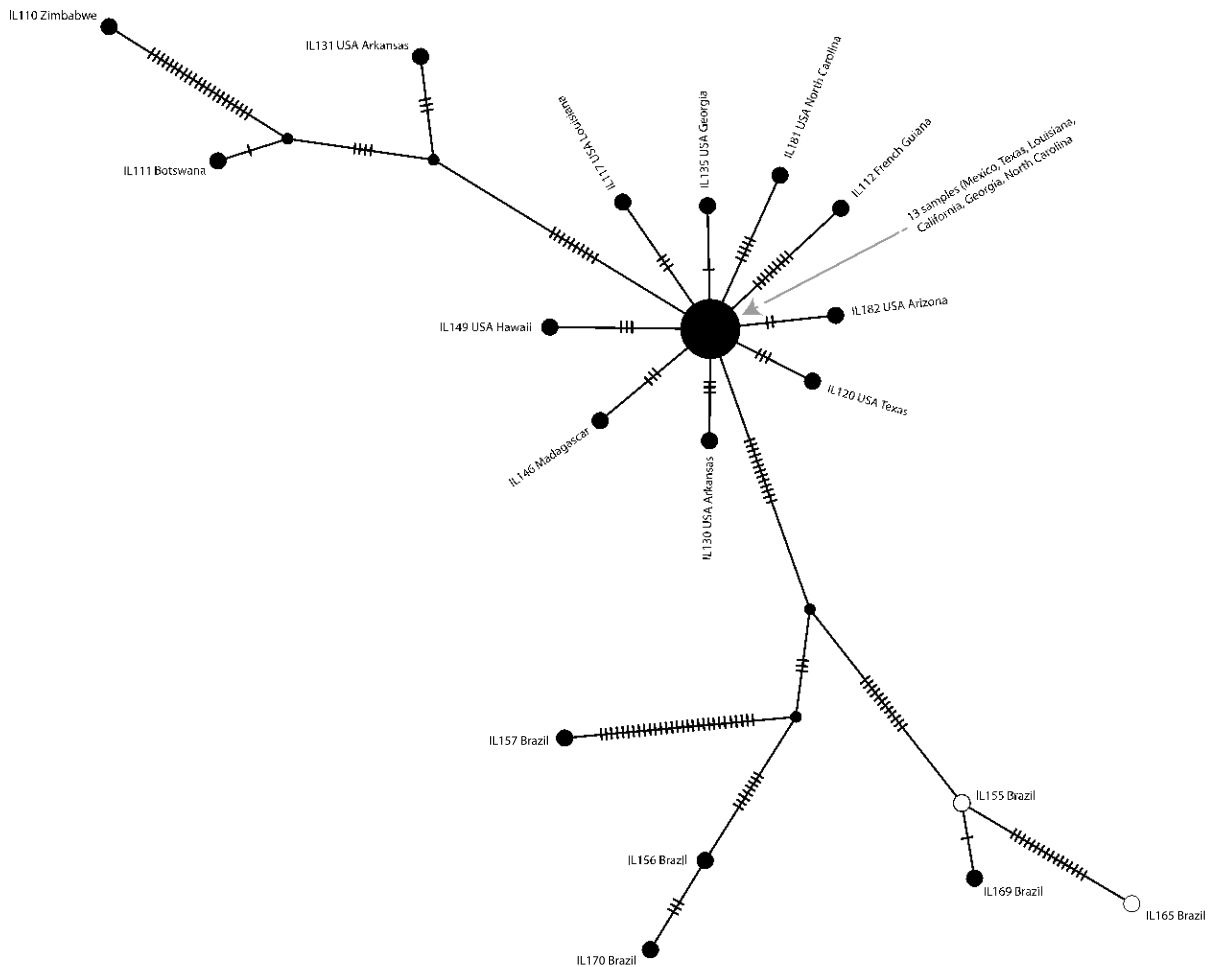 IL110 Zimbabwe
IL131 USA Arkansas
IL111 Botswana
IL117 USA Louisiana
IL135 USA Georgia
IL181 USA North Carolina
IL112 French Guiana
13 samples (Mexico, Texas, Louisiana,
California, Georgia, North Carolina
IL149 USA Hawaii
IL182 USA Arizona
IL120 USA Texas
IL146 Madagascar
IL130 USA Arkansas
IL157 Brazil
IL155 Brazil
IL156 Brazil
IL169 Brazil
IL165 Brazil
IL170 Brazil